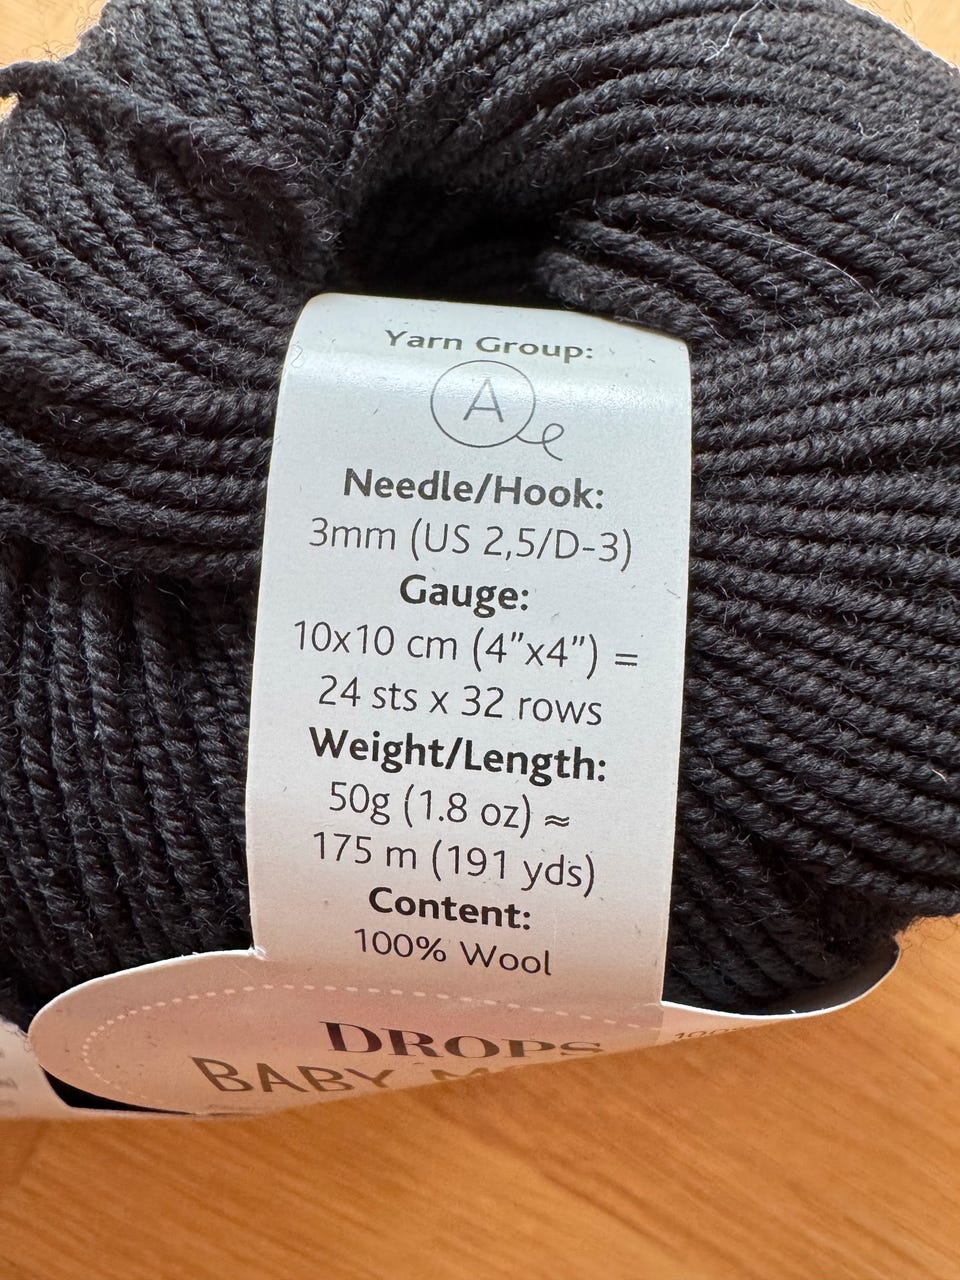 Yarn Group:
A
Needle/Hook:
3mm (US 2,5/D-3)
Gauge:
10x10 cm (4”x4”) =
24 sts x 32 rows
Weight/Length:
50g (1.8 oz) ≈
175 m (191 yds)
Content:
100% Wool
DROPS
BABY